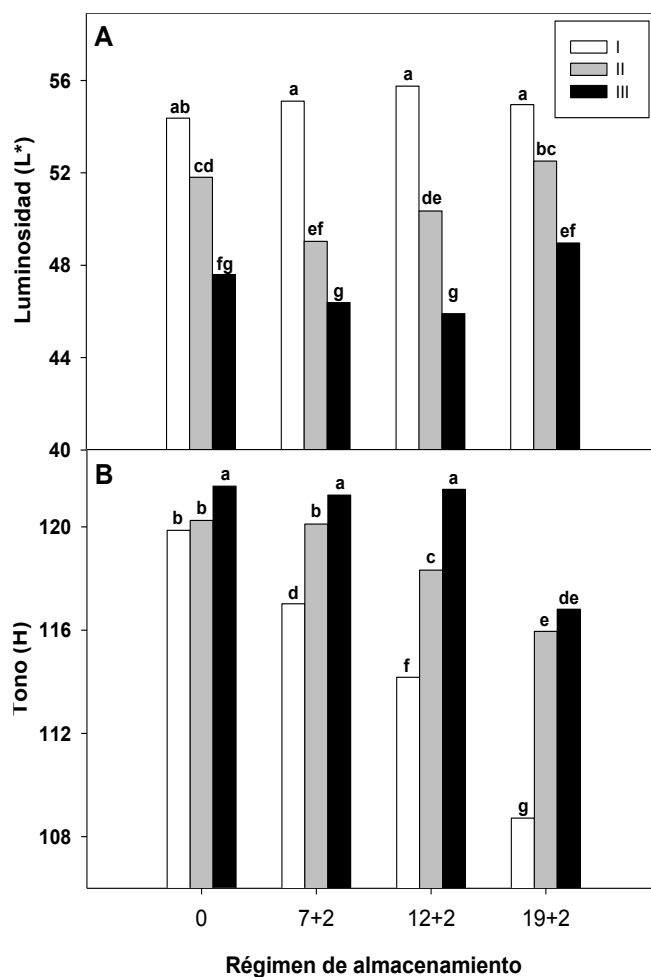 A
I
II
III
Luminosidad (L*)
56
52
48
44
40
ab
cd
fg
a
ef
g
a
de
g
a
bc
ef
B
Tono (H)
120
116
112
108
b
b
a
d
b
a
f
c
a
g
e
de
0
7+2
12+2
19+2
Régimen de almacenamiento